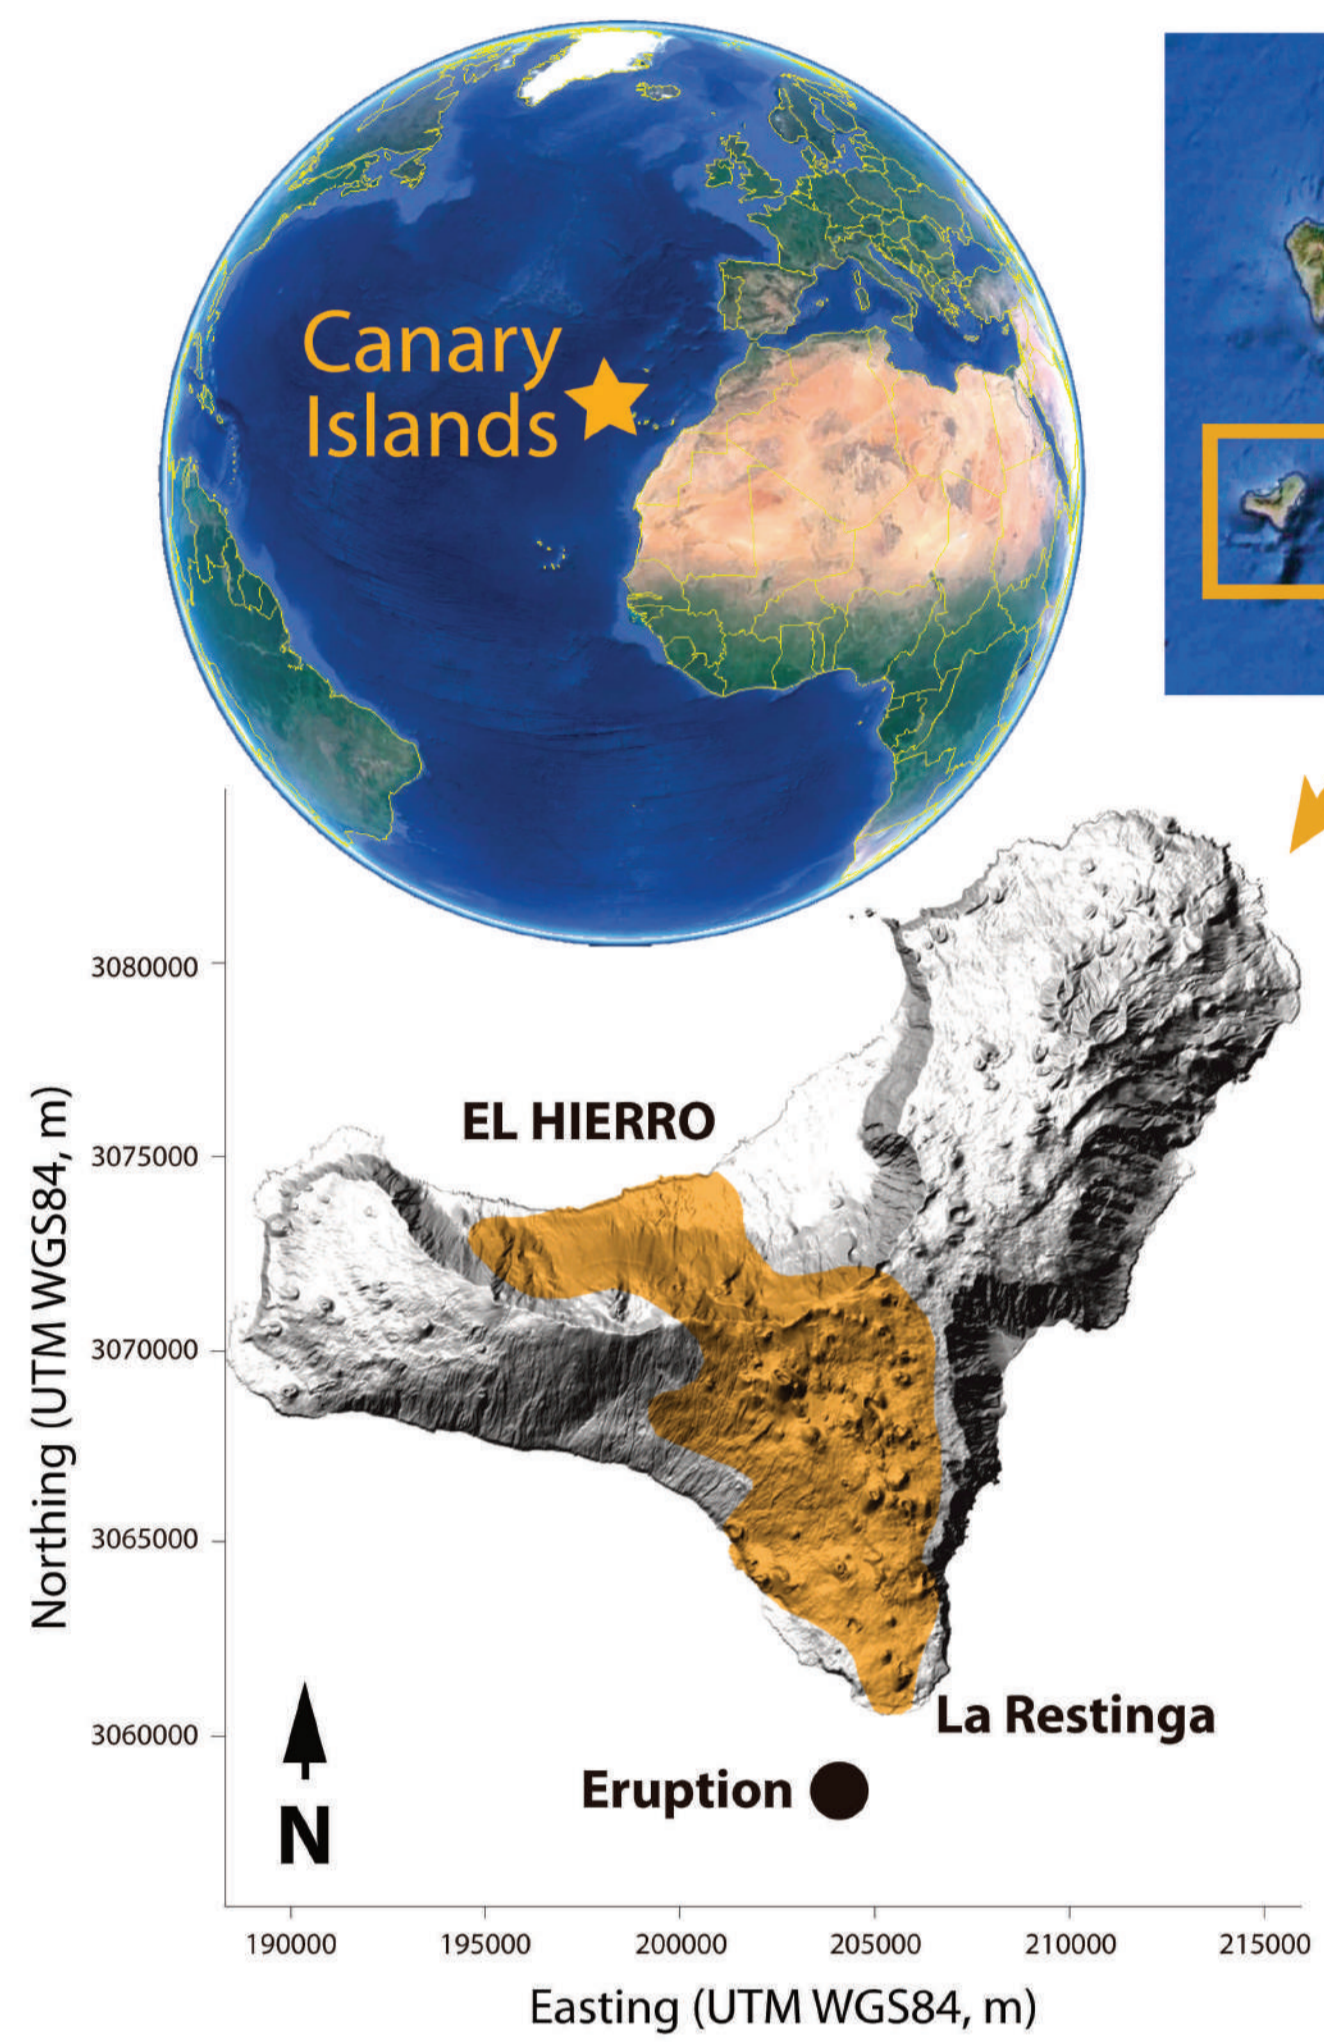 Canary
Islands
EL HIERRO
La Restinga
Eruption
N
Northing (UTM WGS84, m)
3080000
3075000
3070000
3065000
3060000
190000
195000
200000
205000
210000
215000
Easting (UTM WGS84, m)